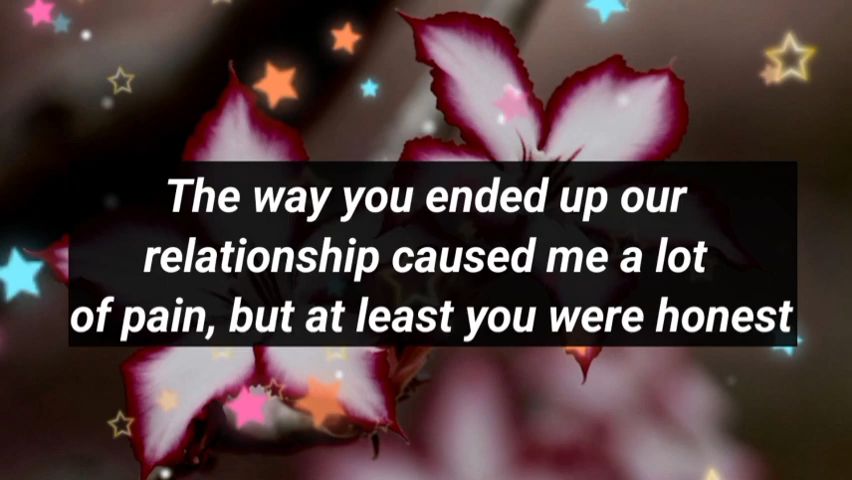 The way you ended up our
relationship caused me a lot
of pain, but at least you were honest